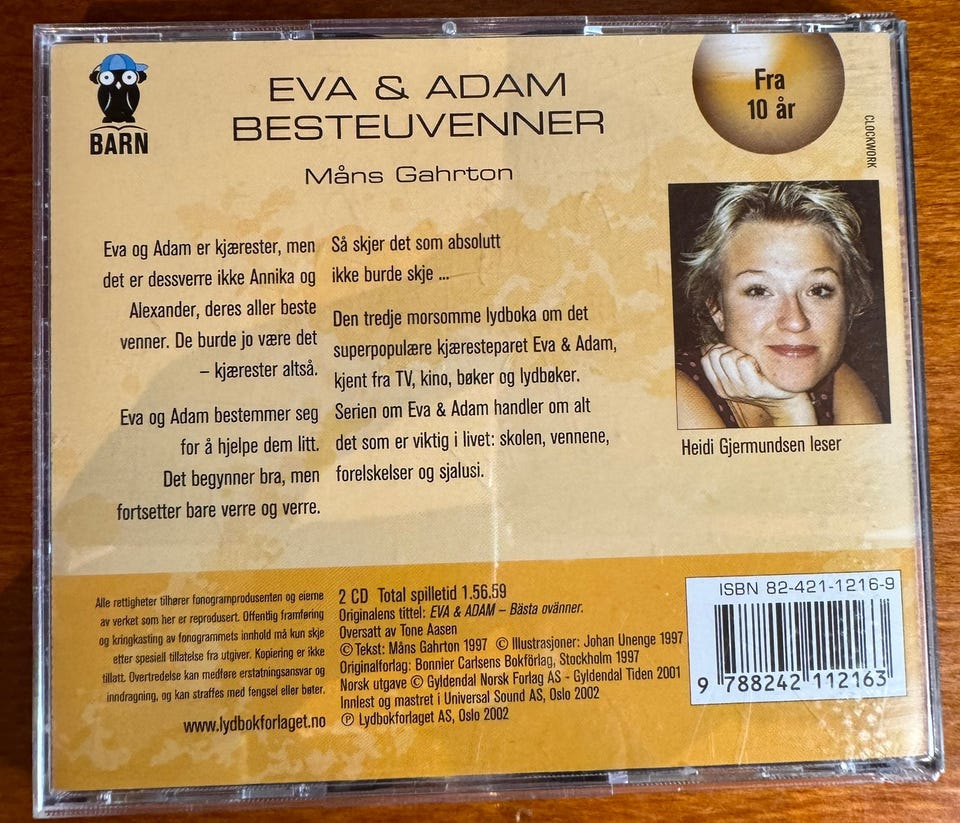 BARN
EVA & ADAM
BESTEUVENNER
Måns Gahrton
Fra
10 år
CLOCKWORK
Eva og Adam er kjærester, men
det er dessverre ikke Annika og
Alexander, deres aller beste
venner. De burde jo være det
– kjærester altså.
Eva og Adam bestemmer seg
for å hjelpe dem litt.
Det begynner bra, men
fortsetter bare verre og verre.
Så skjer det som absolutt
ikke burde skje ...
Den tredje morsomme lydboka om det
superpopulære kjæresteparet Eva & Adam,
kjent fra TV, kino, bøker og lydbøker.
Serien om Eva & Adam handler om alt
det som er viktig i livet: skolen, vennene,
forelskelser og sjalusi.
Heidi Gjermundsen leser
Alle rettigheter tilhører fonogramprodusenten og eierne
av verket som her er reprodusert. Offentlig framføring
og kringkasting av fonogrammets innhold må kun skje
etter spesiell tillatelse fra utgiver. Kopiering er ikke
tillatt. Overtredelse kan medføre erstatningsansvar og
inndragning, og kan straffes med fengsel eller bøter.
www.lydbokforlaget.no
2 CD Total spilletid 1.56.59
Originalens tittel: EVA & ADAM – Bästa ovänner.
Oversatt av Tone Aasen
© Tekst: Måns Gahrton 1997 © Illustrasjoner: Johan Unenge 1997
Originalforlag: Bonnier Carlsens Bokförlag, Stockholm 1997
Norsk utgave © Gyldendal Norsk Forlag AS - Gyldendal Tiden 2001
Innlest og mastret i Universal Sound AS, Oslo 2002
℗ Lydbokforlaget AS, Oslo 2002
ISBN 82-421-1216-9
9 788242 112163